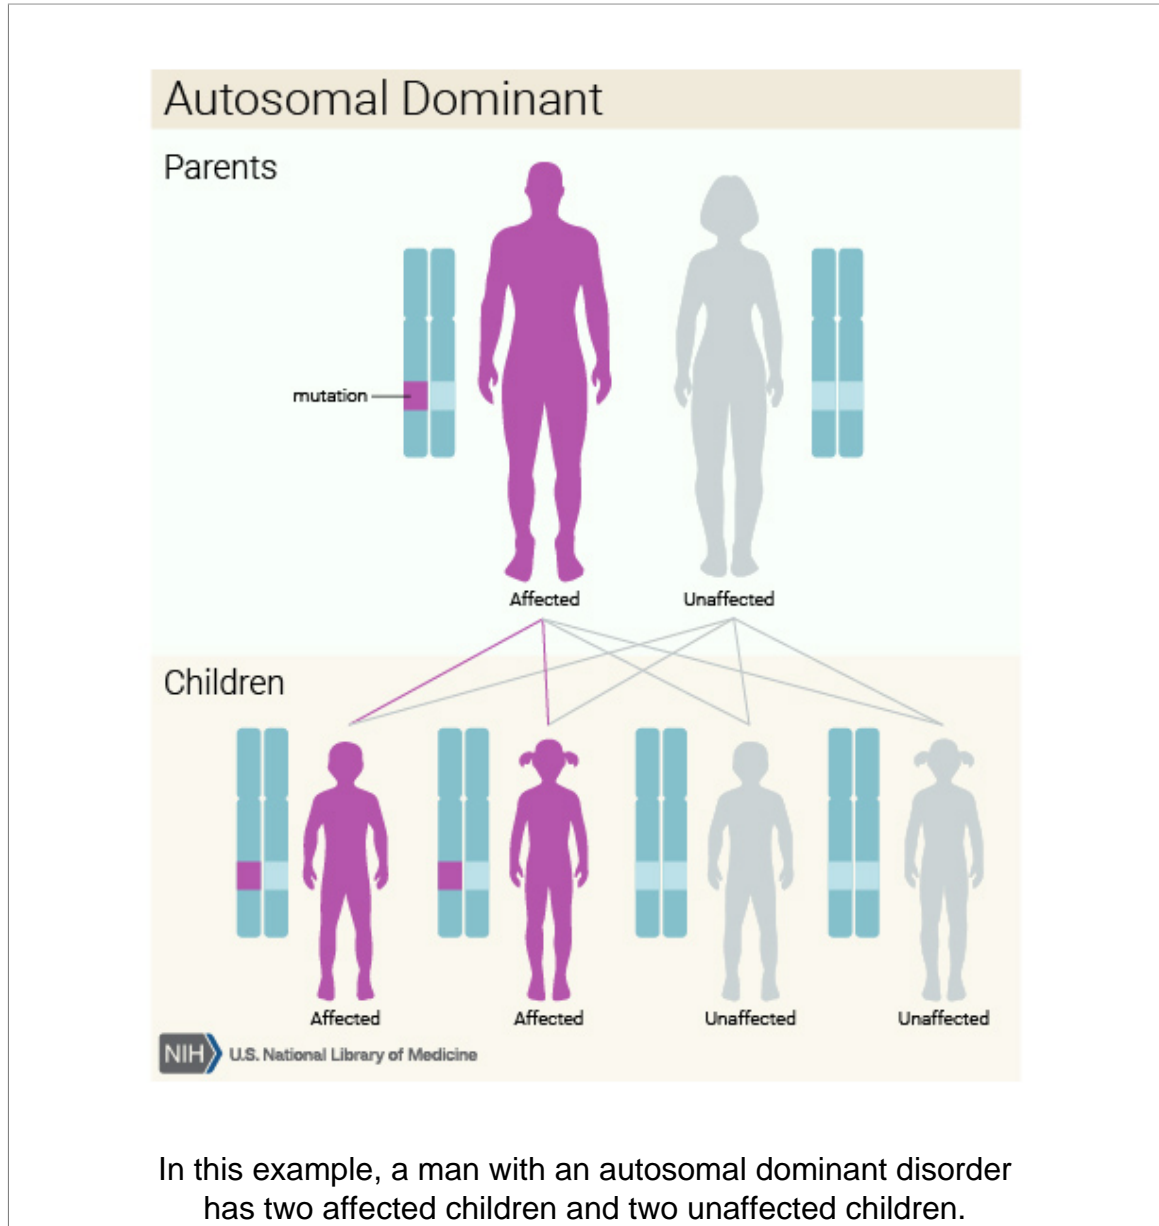 Autosomal Dominant
Parents
mutation
Affected
Unaffected
Children
Affected
Affected
Unaffected
Unaffected
NIH U.S. National Library of Medicine
In this example, a man with an autosomal dominant disorder
has two affected children and two unaffected children.